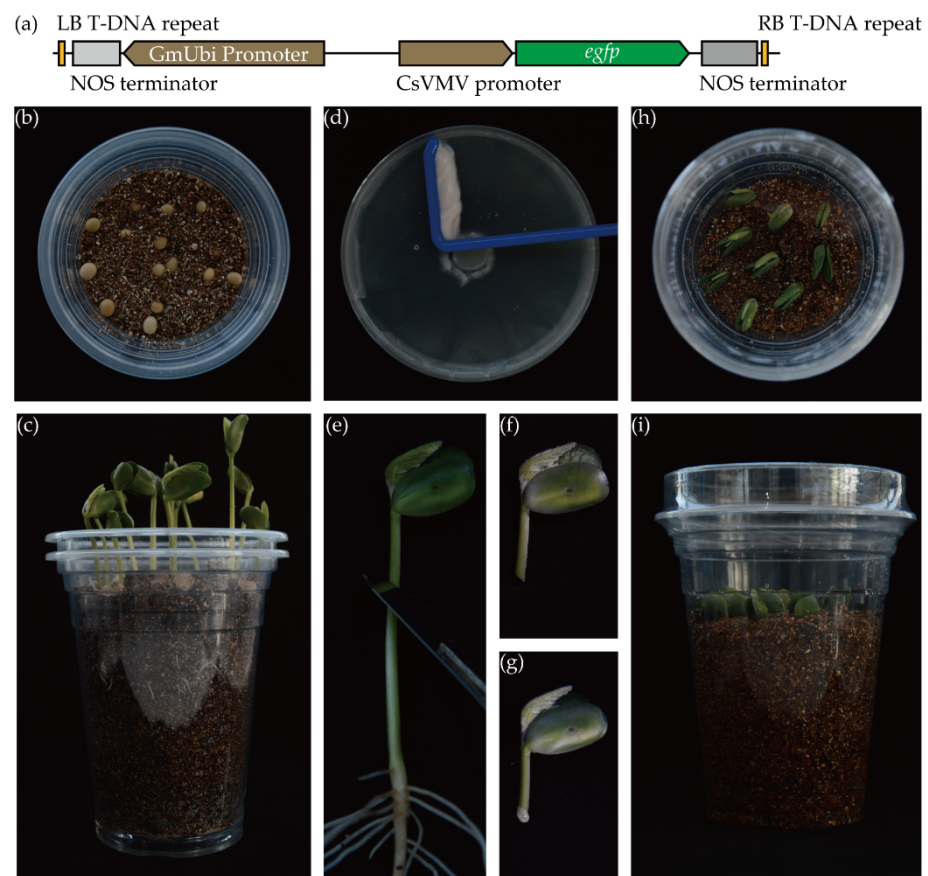 (a) LB T-DNA repeat RB T-DNA repeat
GmUbi Promoter egfp
NOS terminator CsVMV promoter NOS terminator
(b) (d) (h)
(c) (e) (f) (i)
(g)